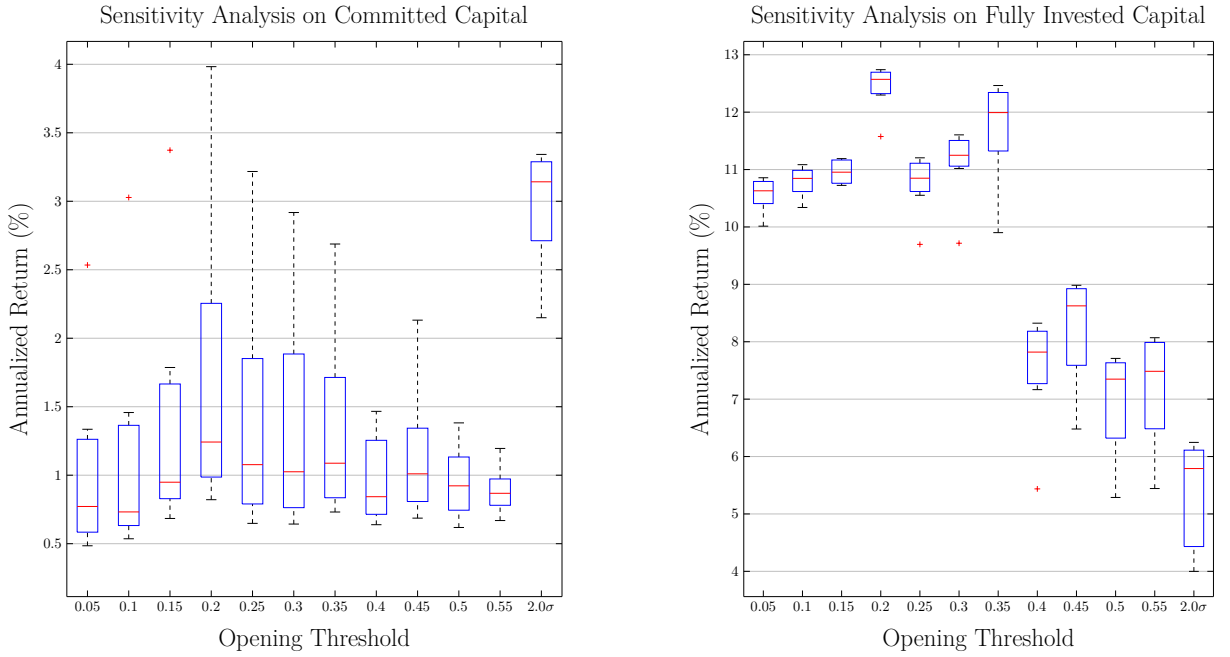 Sensitivity Analysis on Committed Capital
4
3.5
3
2.5
2
1.5
1
0.5
Annualized Return (%)
0.05 0.1 0.15 0.2 0.25 0.3 0.35 0.4 0.45 0.5 0.55 2.0σ
Opening Threshold
Sensitivity Analysis on Fully Invested Capital
13
12
11
10
9
8
7
6
5
4
Annualized Return (%)
0.05 0.1 0.15 0.2 0.25 0.3 0.35 0.4 0.45 0.5 0.55 2.0σ
Opening Threshold